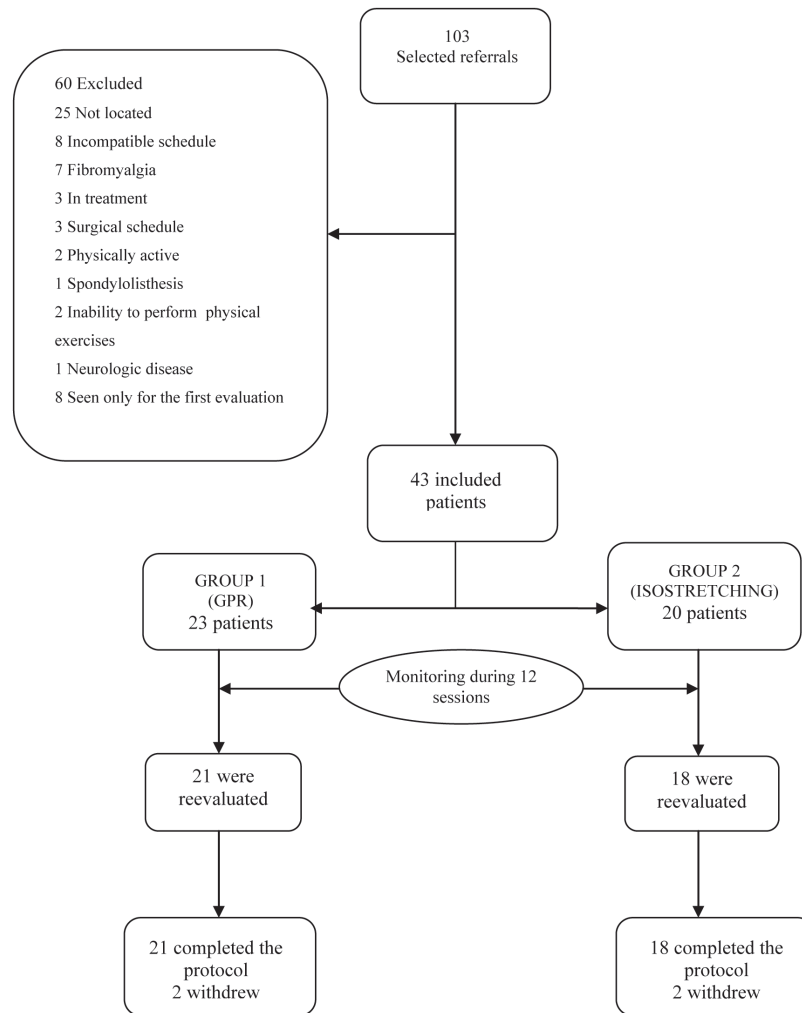 103
Selected referrals
60 Excluded
25 Not located
8 Incompatible schedule
7 Fibromyalgia
3 In treatment
3 Surgical schedule
2 Physically active
1 Spondylolisthesis
2 Inability to perform physical
exercises
1 Neurologic disease
8 Seen only for the first evaluation
43 included
patients
GROUP 1
(GPR)
23 patients
GROUP 2
(ISOSTRETCHING)
20 patients
Monitoring during 12
sessions
21 were
reevaluated
18 were
reevaluated
21 completed the
protocol
2 withdrew
18 completed the
protocol
2 withdrew